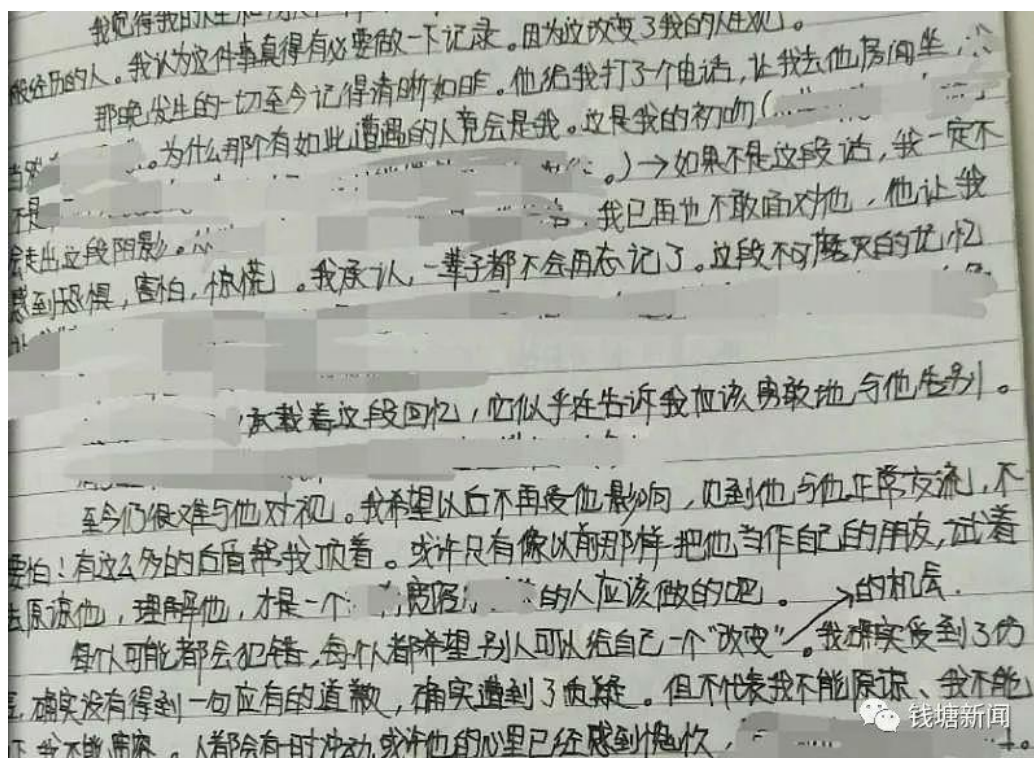 我觉得我的人生
般经历的人。我认为这件事真得有必要做一下记录。因为这改变了我的人生观。
那晚发生的一切至今记得清晰如昨。他给我打了个电话，让我去他房间坐，
。为什么那个有如此遭遇的人竟会是我。这是我的初吻（
。）→如果不是这段话，我一定不
会走出这段阴影。 我已再也不敢面对他，他让我
感到恐惧，害怕，惊慌。我承认，一辈子都不会再忘记了。这段不可磨灭的记忆
承载着这段回忆，它似乎在告诉我应该勇敢地与他告别。
至今仍很难与他对视。我希望以后不再受他影响，见到他与他正常交流，不
要怕！有这么多的后盾帮我顶着。或许只有像以前那样把他当作自己的朋友，试着
去原谅他，理解他，才是一个 宽容 的人应该做的吧。 →的机会.
每个人可能都会犯错，每个人都希望别人可以给自己一个“改变”。我确实受到了伤
害，确实没有得到一句应有的道歉，确实遭到了质疑。但不代表我不能原谅、我不能
我不能宽容。人都会有一时冲动，或许他的心里已经感到愧疚，
钱塘新闻